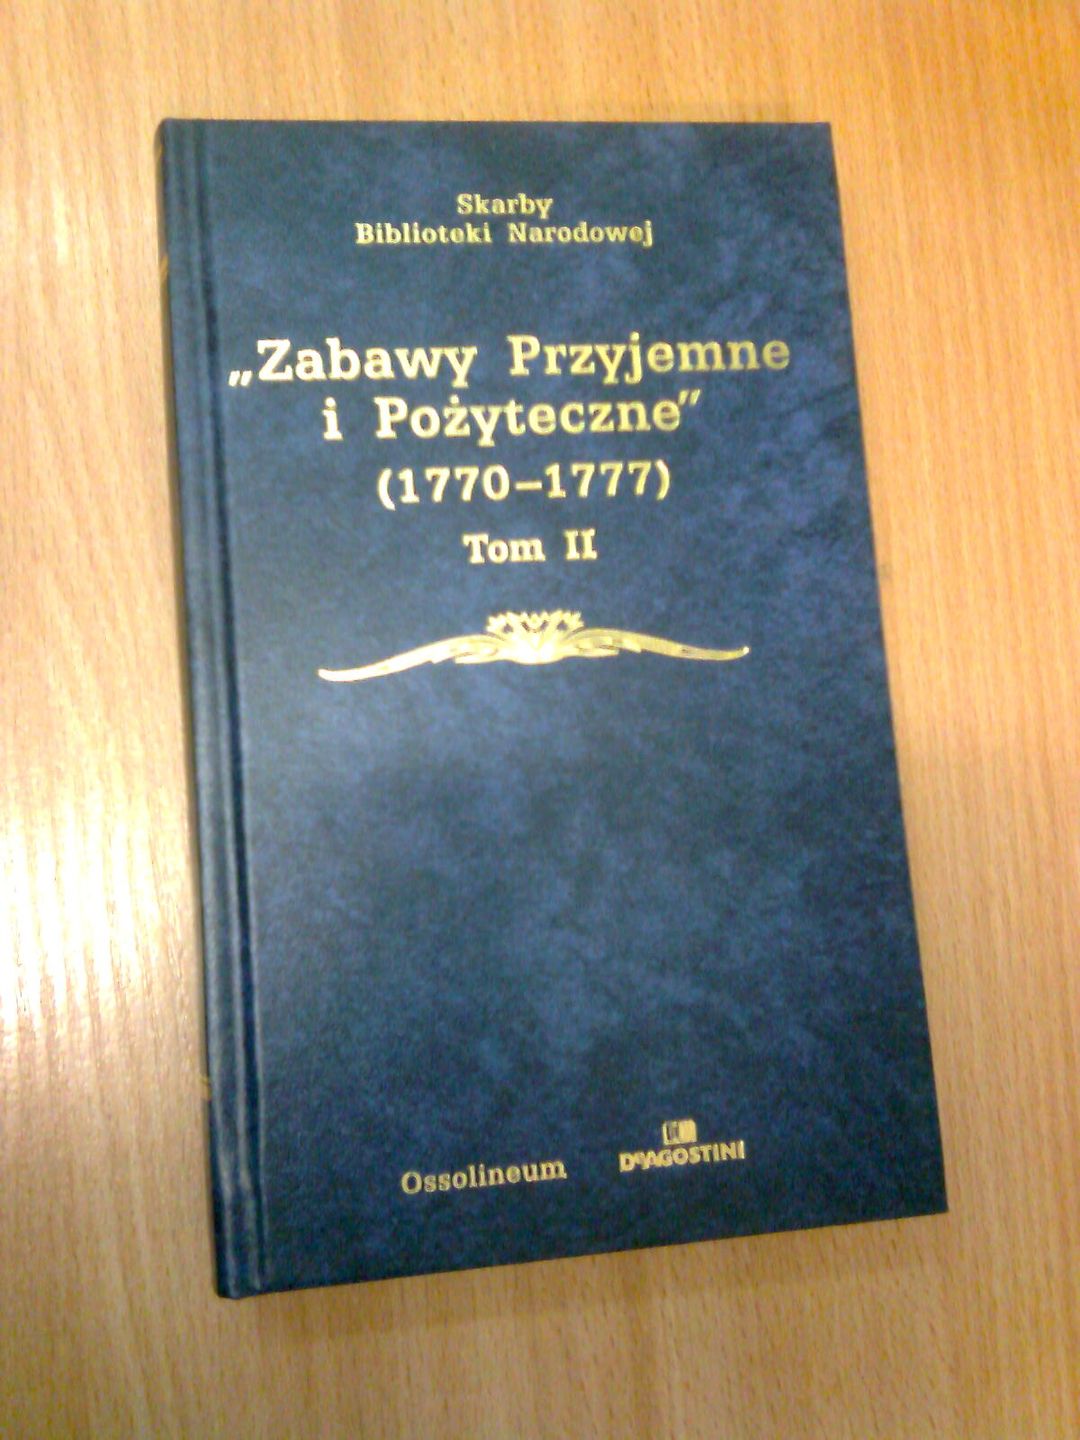 Skarby
Biblioteki Narodowej
„Zabawy Przyjemne
i Pożyteczne”
(1770–1777)
Tom II
Ossolineum
DeAGOSTINI